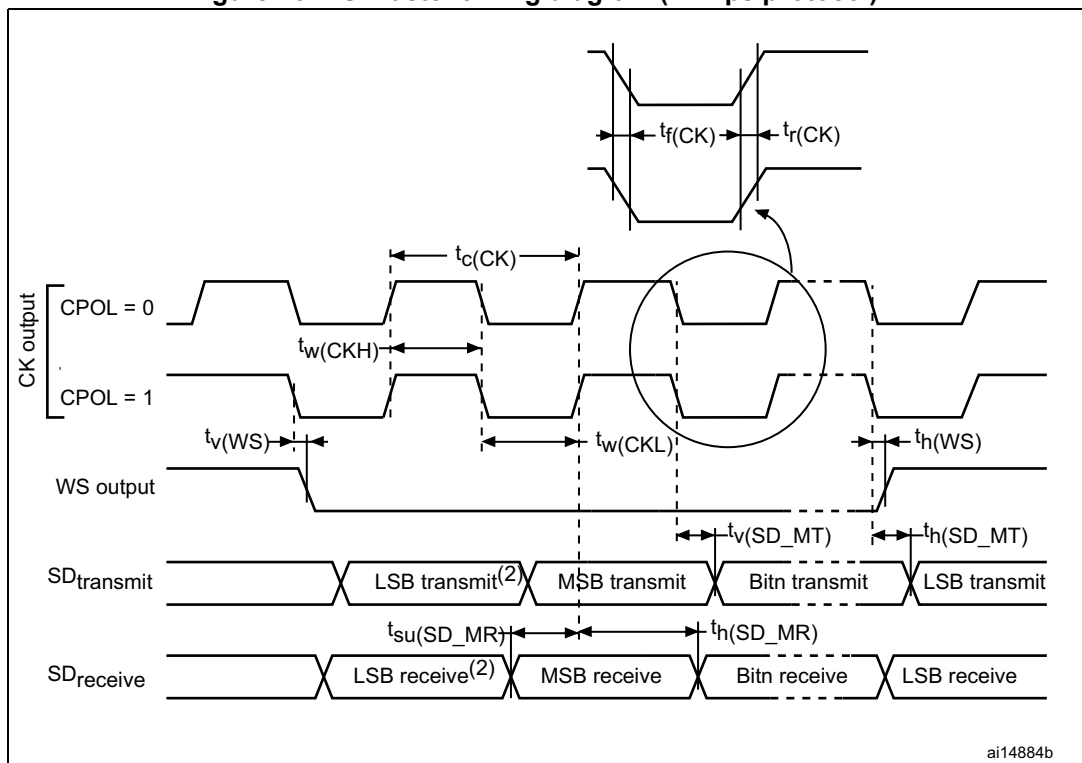 tf(CK)
tr(CK)
tc(CK)
CK output
CPOL = 0
tw(CKH)
CPOL = 1
tv(WS)
tw(CKL)
th(WS)
WS output
tv(SD_MT)
th(SD_MT)
SDtransmit
LSB transmit(2)
MSB transmit
Bitn transmit
LSB transmit
tsu(SD_MR)
th(SD_MR)
SDreceive
LSB receive(2)
MSB receive
Bitn receive
LSB receive
ai14884b